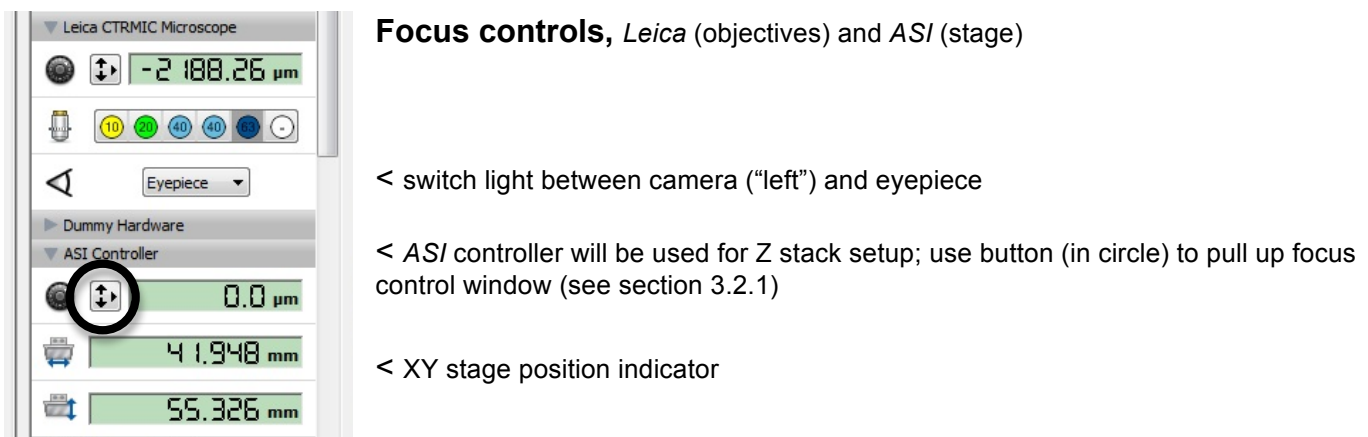 Leica CTRMIC Microscope
Focus controls, Leica (objectives) and ASI (stage)
-2188.26 µm
10 20 40 40 63 -
Eyepiece
< switch light between camera (“left”) and eyepiece
Dummy Hardware
ASI Controller
< ASI controller will be used for Z stack setup; use button (in circle) to pull up focus
control window (see section 3.2.1)
0.0 µm
41.948 mm
< XY stage position indicator
55.326 mm